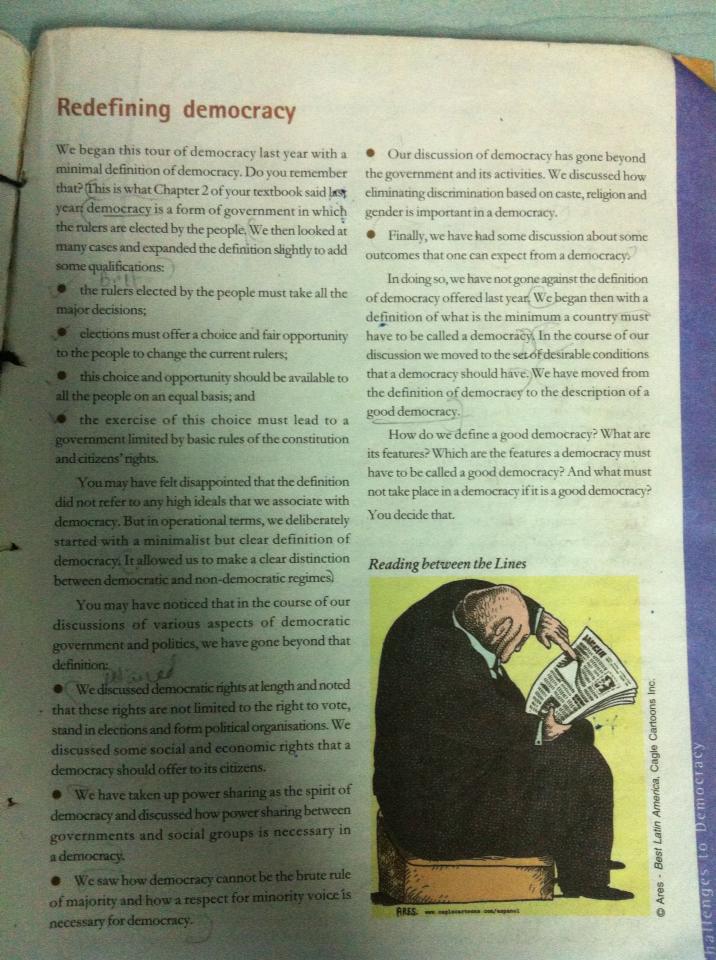 Redefining democracy
We began this tour of democracy last year with a
minimal definition of democracy. Do you remember
that? This is what Chapter 2 of your textbook said last
year: democracy is a form of government in which
the rulers are elected by the people. We then looked at
many cases and expanded the definition slightly to add
some qualifications:
● the rulers elected by the people must take all the
major decisions;
● elections must offer a choice and fair opportunity
to the people to change the current rulers;
● this choice and opportunity should be available to
all the people on an equal basis; and
● the exercise of this choice must lead to a
government limited by basic rules of the constitution
and citizens' rights.
You may have felt disappointed that the definition
did not refer to any high ideals that we associate with
democracy. But in operational terms, we deliberately
started with a minimalist but clear definition of
democracy. It allowed us to make a clear distinction
between democratic and non-democratic regimes.
You may have noticed that in the course of our
discussions of various aspects of democratic
government and politics, we have gone beyond that
definition:
● We discussed democratic rights at length and noted
that these rights are not limited to the right to vote,
stand in elections and form political organisations. We
discussed some social and economic rights that a
democracy should offer to its citizens.
● We have taken up power sharing as the spirit of
democracy and discussed how power sharing between
governments and social groups is necessary in
a democracy.
● We saw how democracy cannot be the brute rule
of majority and how a respect for minority voice is
necessary for democracy.
● Our discussion of democracy has gone beyond
the government and its activities. We discussed how
eliminating discrimination based on caste, religion and
gender is important in a democracy.
● Finally, we have had some discussion about some
outcomes that one can expect from a democracy.
In doing so, we have not gone against the definition
of democracy offered last year. We began then with a
definition of what is the minimum a country must
have to be called a democracy. In the course of our
discussion we moved to the set of desirable conditions
that a democracy should have. We have moved from
the definition of democracy to the description of a
good democracy.
How do we define a good democracy? What are
its features? Which are the features a democracy must
have to be called a good democracy? And what must
not take place in a democracy if it is a good democracy?
You decide that.
Reading between the Lines
ARES. www.caglecartoons.com/espanol
© Ares - Best Latin America, Cagle Cartoons Inc.
hallenges to Democracy